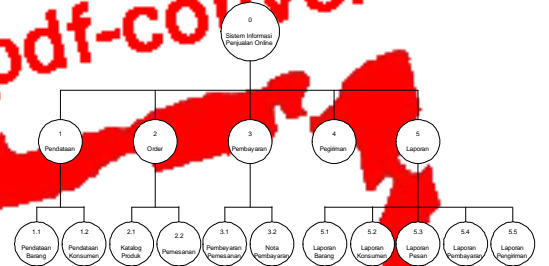 pdf-conver
0
Sistem Informasi
Penjualan Online
1
Pendataan
2
Order
3
Pembayaran
4
Pegiriman
5
Laporan
1.1
Pendataan
Barang
1.2
Pendataan
Konsumen
2.1
Katalog
Produk
2.2
Pemesanan
3.1
Pembeyaran
Pemesanan
3.2
Nota
Pembayaran
5.1
Laporan
Barang
5.2
Laporan
Konsumen
5.3
Laporan
Pesan
5.4
Laporan
Pembayaran
5.5
Laporan
Pengiriman